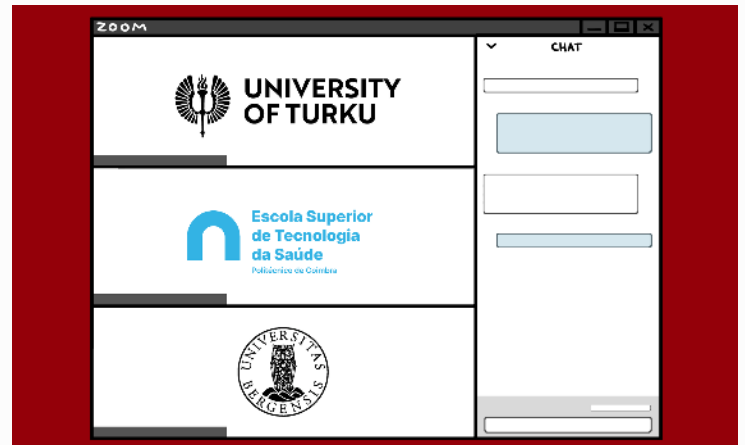 ZOOM
CHAT
UNIVERSITY
OF TURKU
Escola Superior
de Tecnologia
da Saúde
Politécnico de Coimbra
UNIVERSITAS
BERGENSIS